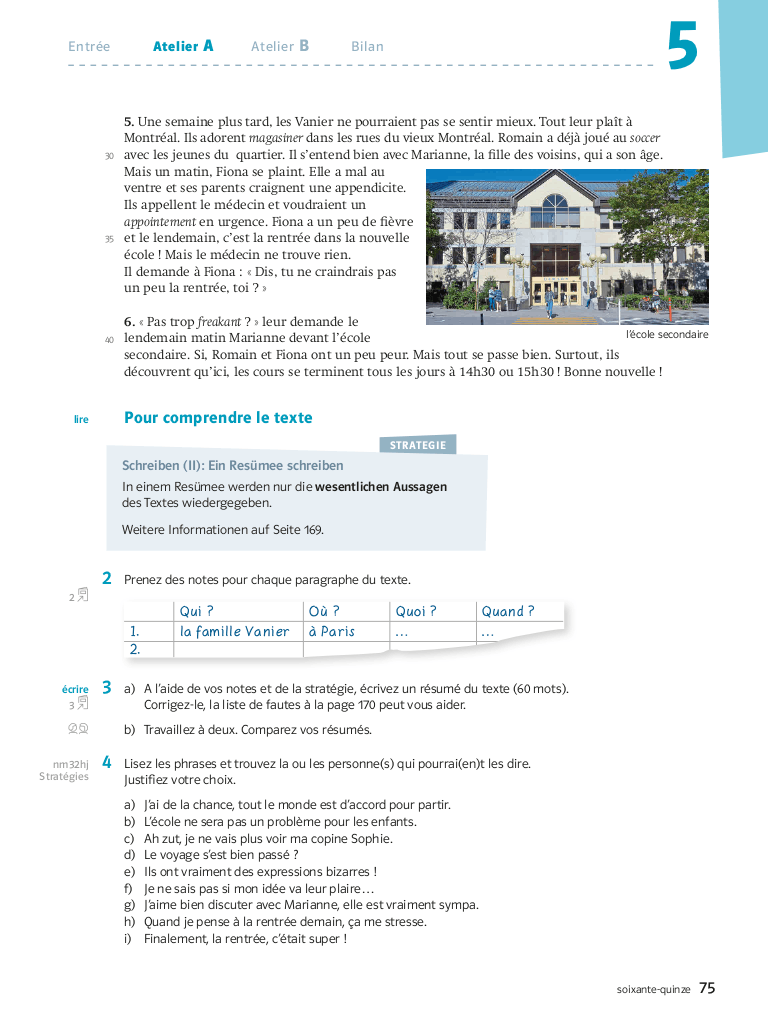 Entrée Atelier A Atelier B Bilan 5
5. Une semaine plus tard, les Vanier ne pourraient pas se sentir mieux. Tout leur plaît à
Montréal. Ils adorent magasiner dans les rues du vieux Montréal. Romain a déjà joué au soccer
30 avec les jeunes du quartier. Il s'entend bien avec Marianne, la fille des voisins, qui a son âge.
Mais un matin, Fiona se plaint. Elle a mal au
ventre et ses parents craignent une appendicite.
Ils appellent le médecin et voudraient un
appointement en urgence. Fiona a un peu de fièvre
35 et le lendemain, c'est la rentrée dans la nouvelle
école ! Mais le médecin ne trouve rien.
Il demande à Fiona : « Dis, tu ne craindrais pas
un peu la rentrée, toi ? »
6. « Pas trop freakant ? » leur demande le
40 lendemain matin Marianne devant l'école
secondaire. Si, Romain et Fiona ont un peu peur. Mais tout se passe bien. Surtout, ils
découvrent qu'ici, les cours se terminent tous les jours à 14h30 ou 15h30 ! Bonne nouvelle !
l'école secondaire
lire Pour comprendre le texte
STRATEGIE
Schreiben (II): Ein Resümee schreiben
In einem Resümee werden nur die wesentlichen Aussagen
des Textes wiedergegeben.
Weitere Informationen auf Seite 169.
2 Prenez des notes pour chaque paragraphe du texte.
2
Qui ? Où ? Quoi ? Quand ?
1. la famille Vanier à Paris ... ...
2.
écrire 3 a) A l'aide de vos notes et de la stratégie, écrivez un résumé du texte (60 mots).
3 Corrigez-le, la liste de fautes à la page 170 peut vous aider.
b) Travaillez à deux. Comparez vos résumés.
nm32hj 4 Lisez les phrases et trouvez la ou les personne(s) qui pourrai(en)t les dire.
Stratégies Justifiez votre choix.
a) J'ai de la chance, tout le monde est d'accord pour partir.
b) L'école ne sera pas un problème pour les enfants.
c) Ah zut, je ne vais plus voir ma copine Sophie.
d) Le voyage s'est bien passé ?
e) Ils ont vraiment des expressions bizarres !
f) Je ne sais pas si mon idée va leur plaire...
g) J'aime bien discuter avec Marianne, elle est vraiment sympa.
h) Quand je pense à la rentrée demain, ça me stresse.
i) Finalement, la rentrée, c'était super !
soixante-quinze 75